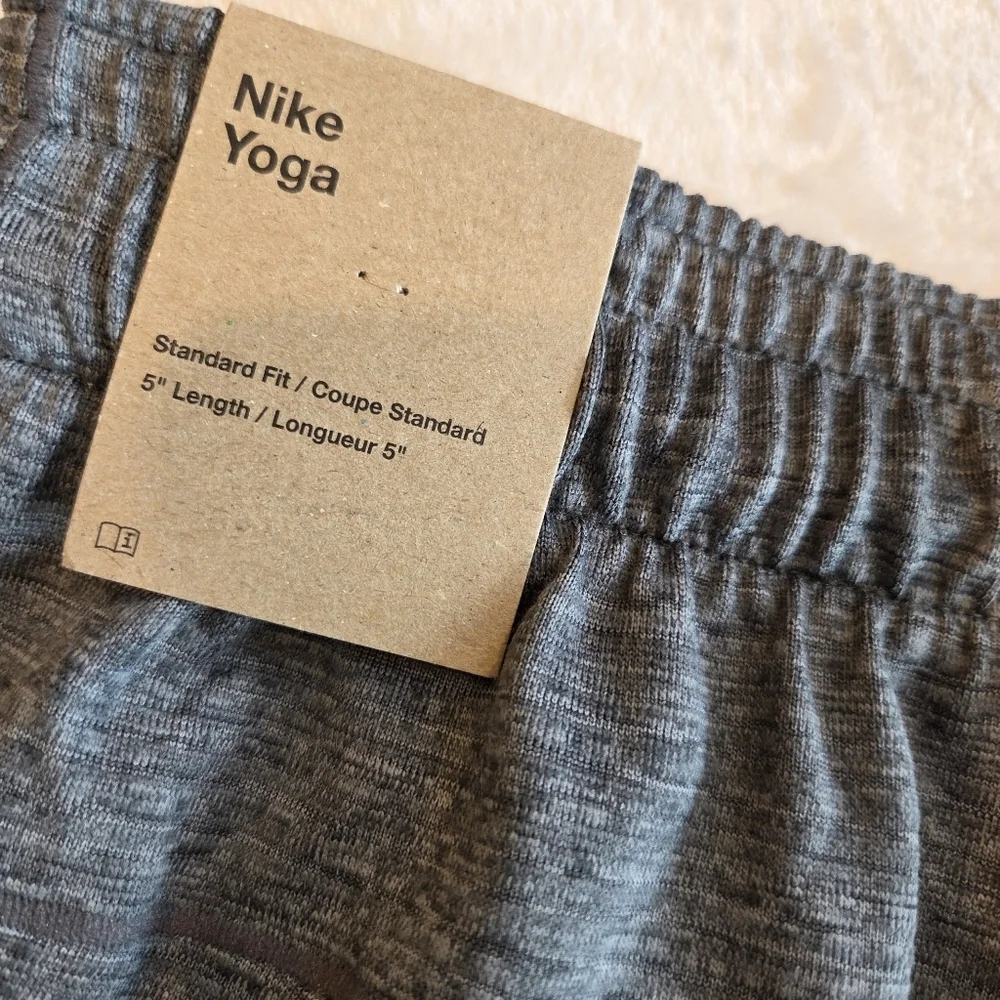 Nike
Yoga
Standard Fit / Coupe Standard
5" Length / Longueur 5"